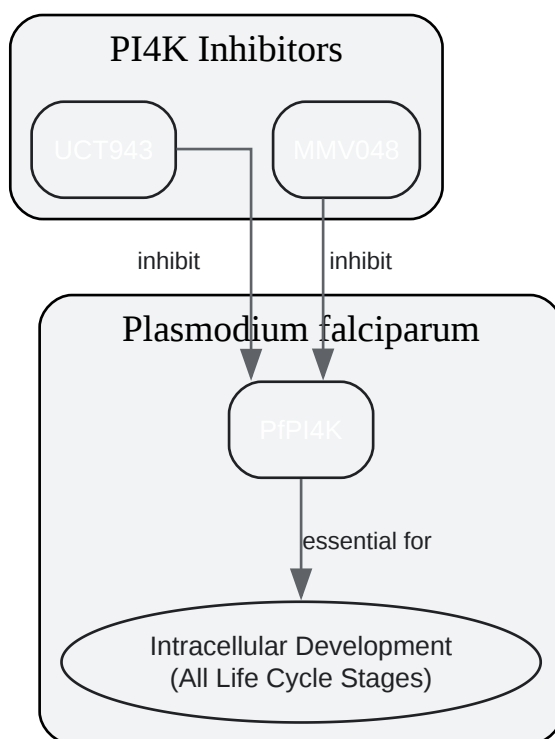 PI4K Inhibitors
UCT943
MMV048
inhibit
inhibit
Plasmodium falciparum
PfPI4K
essential for
Intracellular Development
(All Life Cycle Stages)